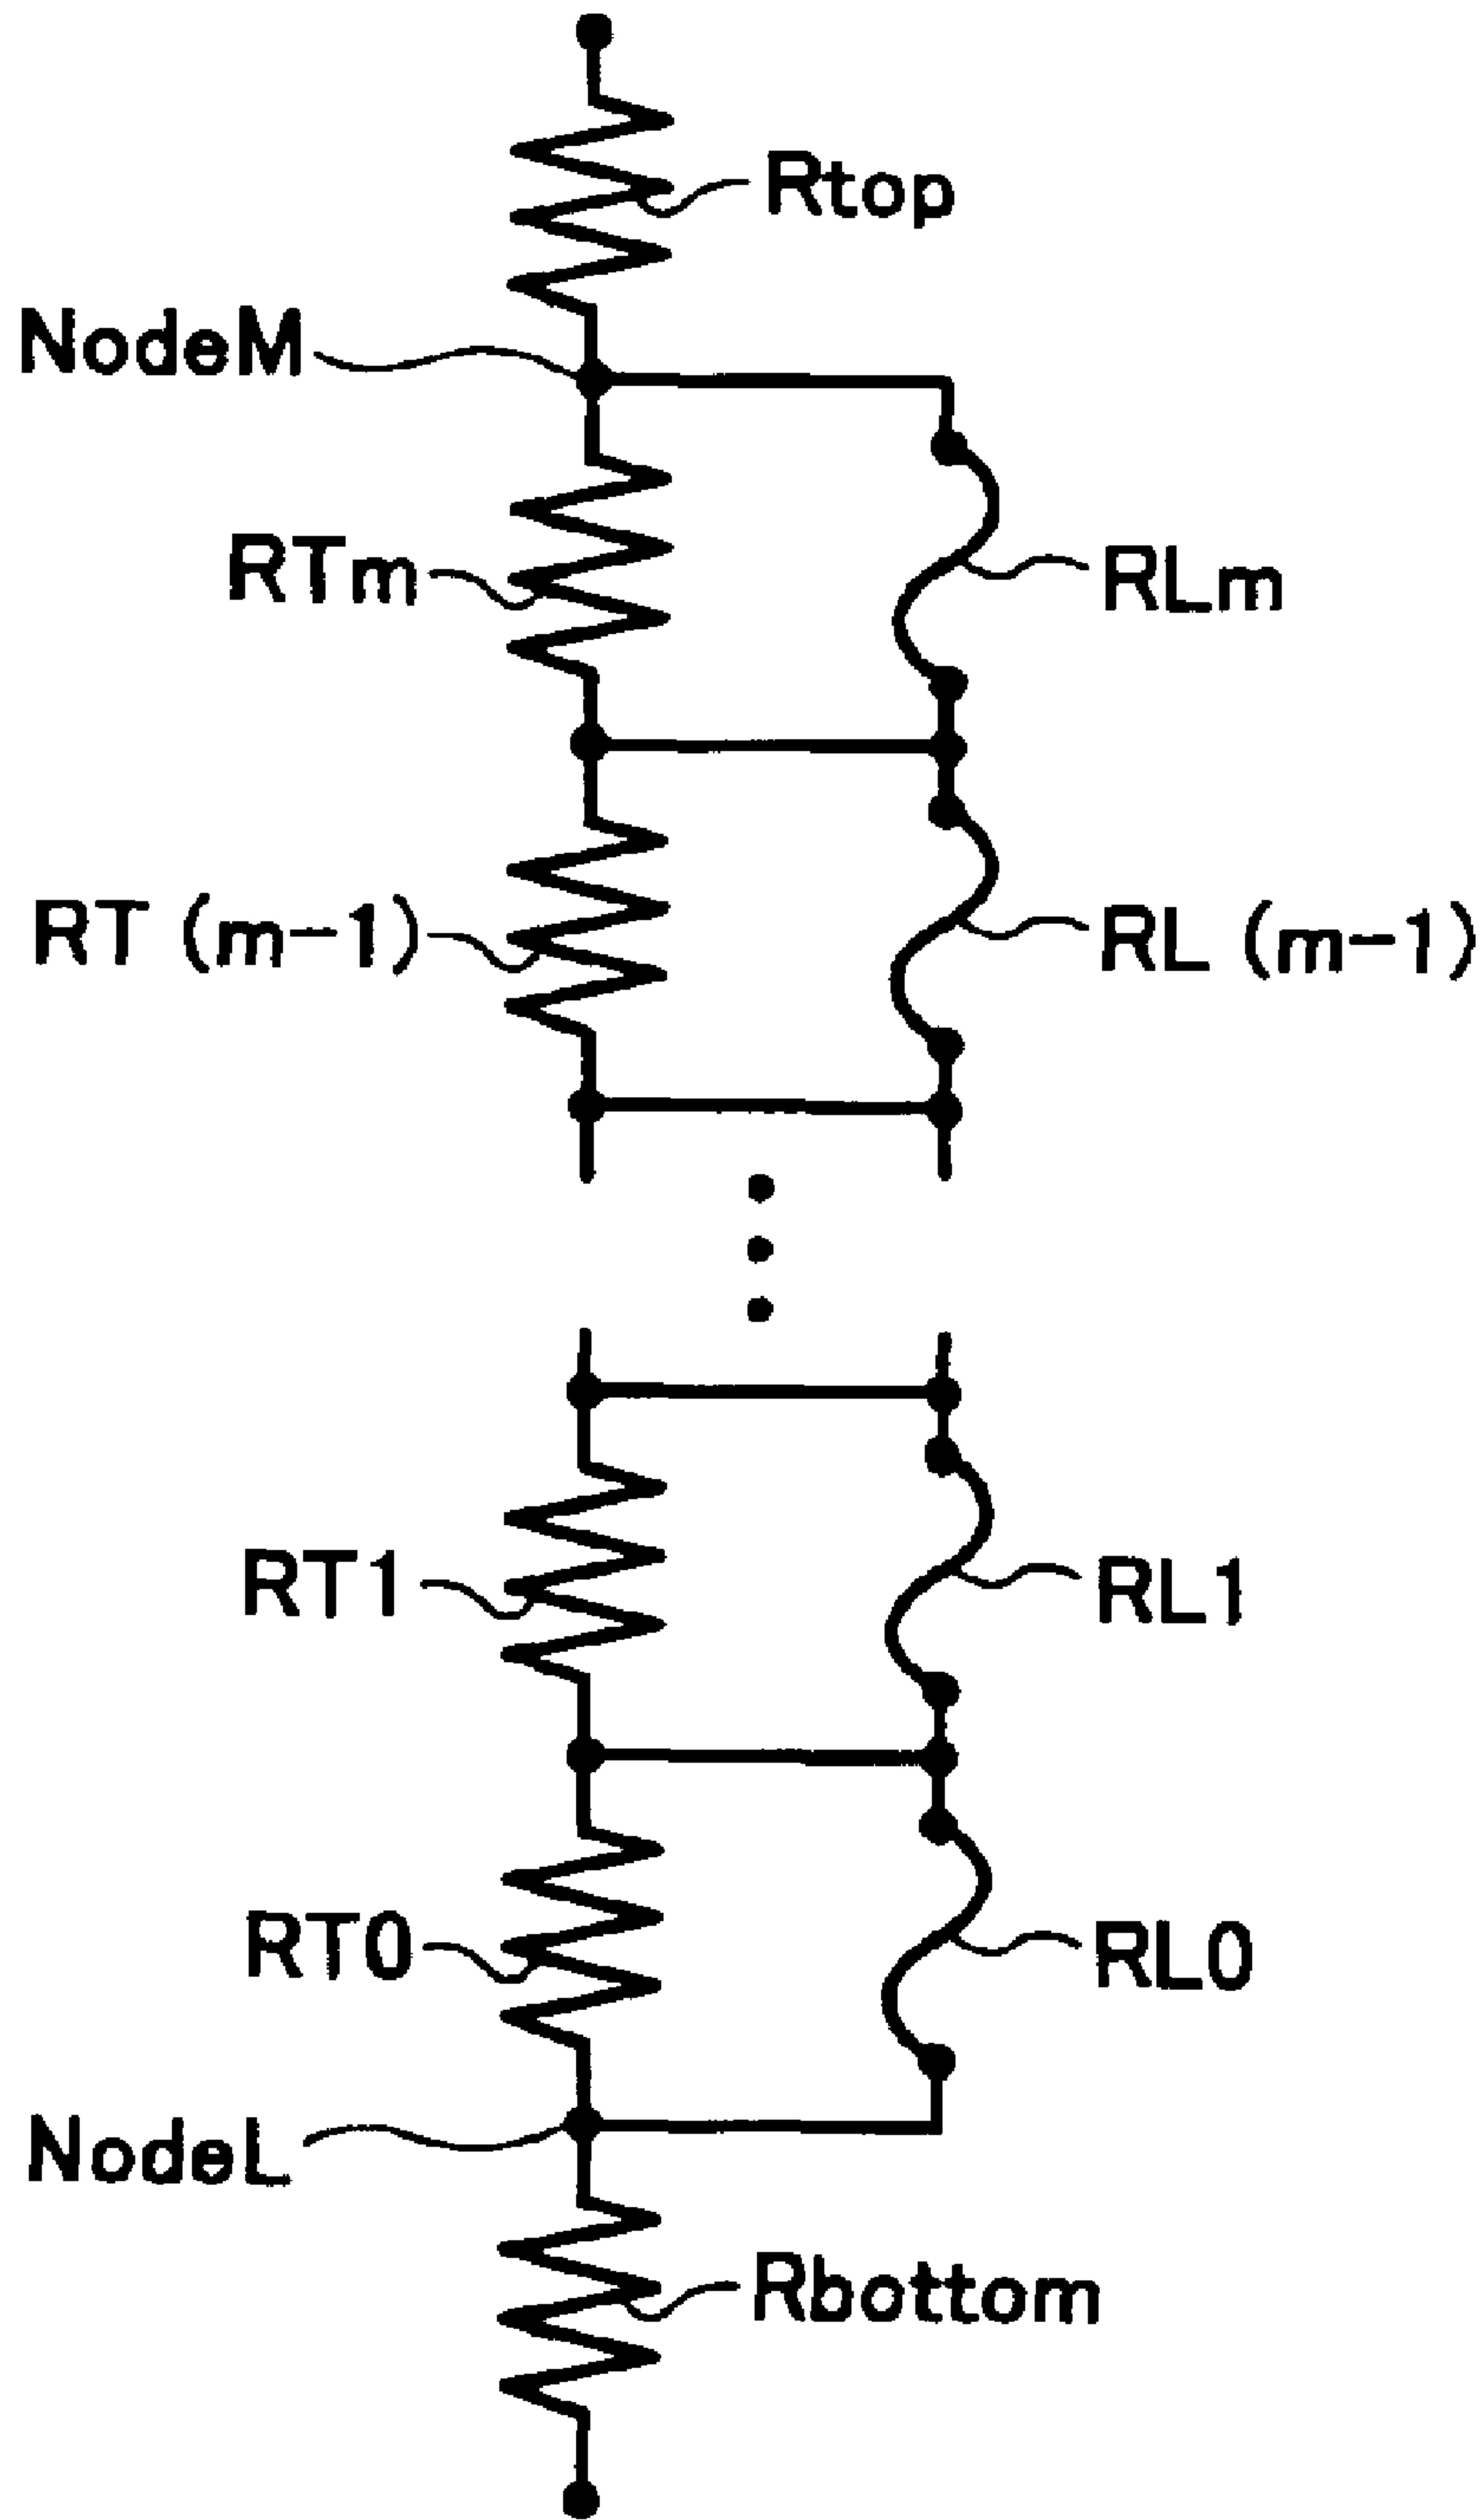 Rtop
NodeM
RTm
RLm
RT (m-1)
RL (m-1)
RT1
RL1
RT0
RL0
NodeL
Rbottom